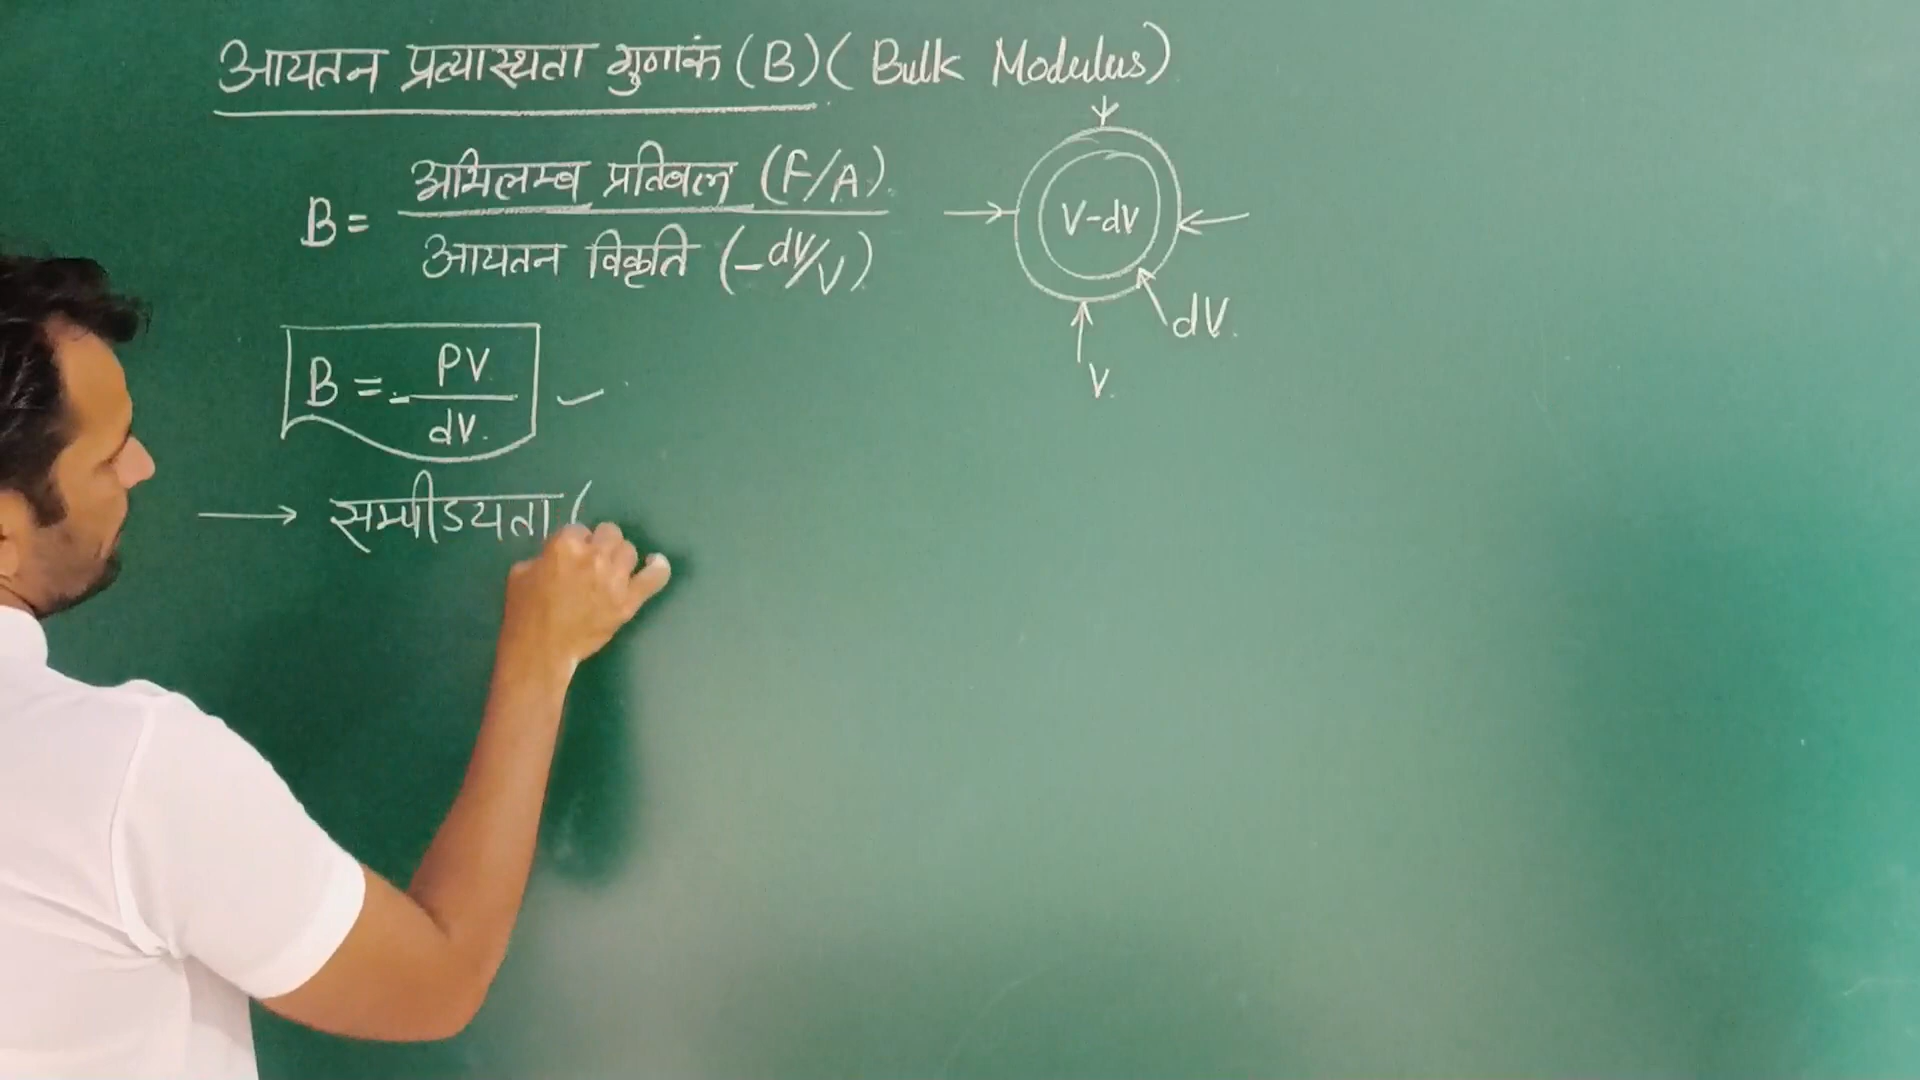 आयतन प्रत्यास्थता गुणांक (B) (Bulk Modulus)
B = अभिलम्ब प्रतिबल (F/A)
आयतन विकृति (-dV/V)
V-dV
dV.
V.
B = - PV
dV.
→ सम्पीडयता (